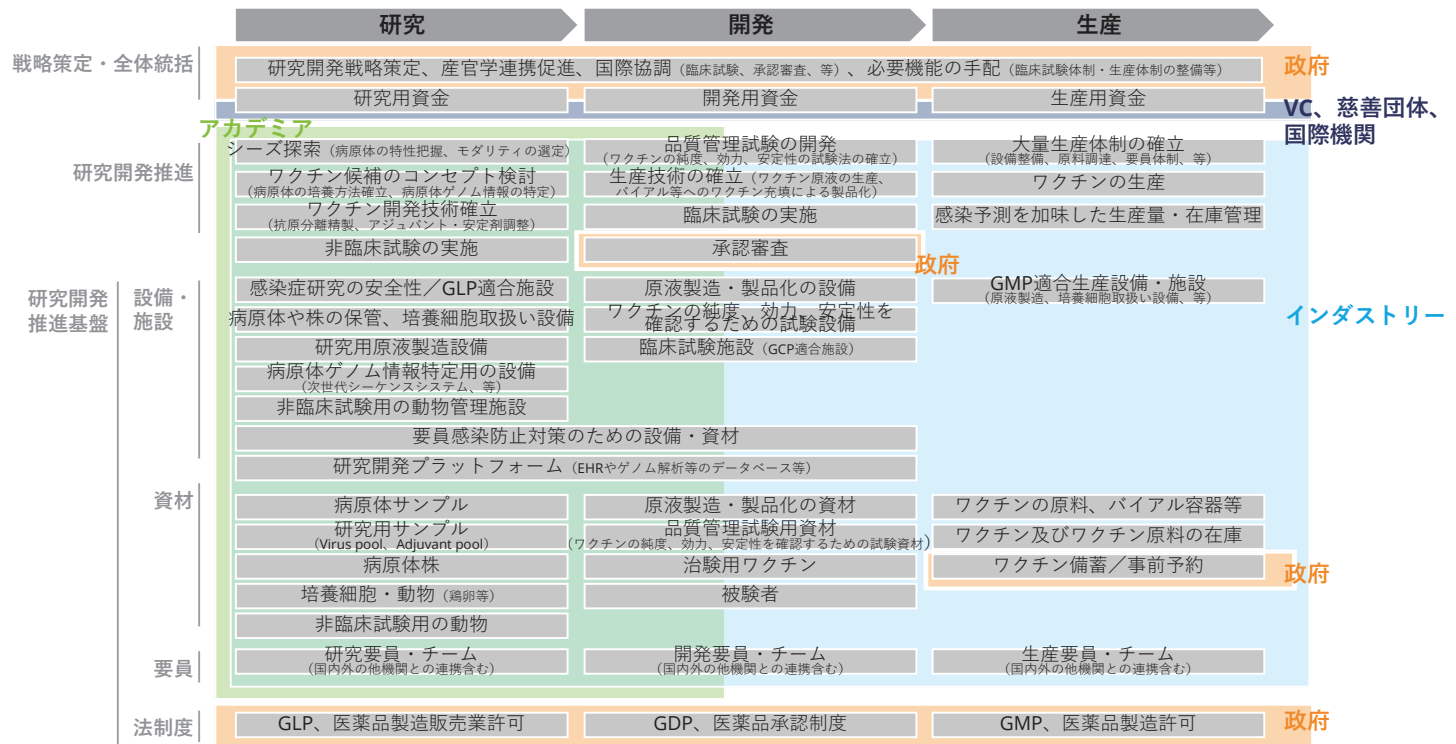 研究
開発
生産
戦略策定・全体統括
研究開発戦略策定、産官学連携促進、国際協調（臨床試験、承認審査、等）、必要機能の手配（臨床試験体制・生産体制の整備等）
政府
研究用資金
開発用資金
生産用資金
VC、慈善団体、
国際機関
アカデミア
研究開発推進
シーズ探索（病原体の特性把握、モダリティの選定）
品質管理試験の開発
（ワクチンの純度、効力、安定性の試験法の確立）
大量生産体制の確立
（設備整備、原料調達、要員体制、等）
ワクチン候補のコンセプト検討
（病原体の培養方法確立、病原体ゲノム情報の特定）
生産技術の確立（ワクチン原液の生産、
バイアル等へのワクチン充填による製品化）
ワクチンの生産
ワクチン開発技術確立
（抗原分離精製、アジュバント・安定剤調整）
臨床試験の実施
感染予測を加味した生産量・在庫管理
非臨床試験の実施
承認審査
政府
研究開発
推進基盤
設備・
施設
感染症研究の安全性／GLP適合施設
原液製造・製品化の設備
GMP適合生産設備・施設
（原液製造、培養細胞取扱い設備、等）
インダストリー
病原体や株の保管、培養細胞取扱い設備
ワクチンの純度、効力、安定性を
確認するための試験設備
研究用原液製造設備
臨床試験施設（GCP適合施設）
病原体ゲノム情報特定用の設備
（次世代シーケンスシステム、等）
非臨床試験用の動物管理施設
要員感染防止対策のための設備・資材
研究開発プラットフォーム（EHRやゲノム解析等のデータベース等）
資材
病原体サンプル
原液製造・製品化の資材
ワクチンの原料、バイアル容器等
研究用サンプル
（Virus pool、Adjuvant pool）
品質管理試験用資材
（ワクチンの純度、効力、安定性を確認するための試験資材）
ワクチン及びワクチン原料の在庫
病原体株
治験用ワクチン
ワクチン備蓄／事前予約
政府
培養細胞・動物（鶏卵等）
被験者
非臨床試験用の動物
要員
研究要員・チーム
（国内外の他機関との連携含む）
開発要員・チーム
（国内外の他機関との連携含む）
生産要員・チーム
（国内外の他機関との連携含む）
法制度
GLP、医薬品製造販売業許可
GDP、医薬品承認制度
GMP、医薬品製造許可
政府